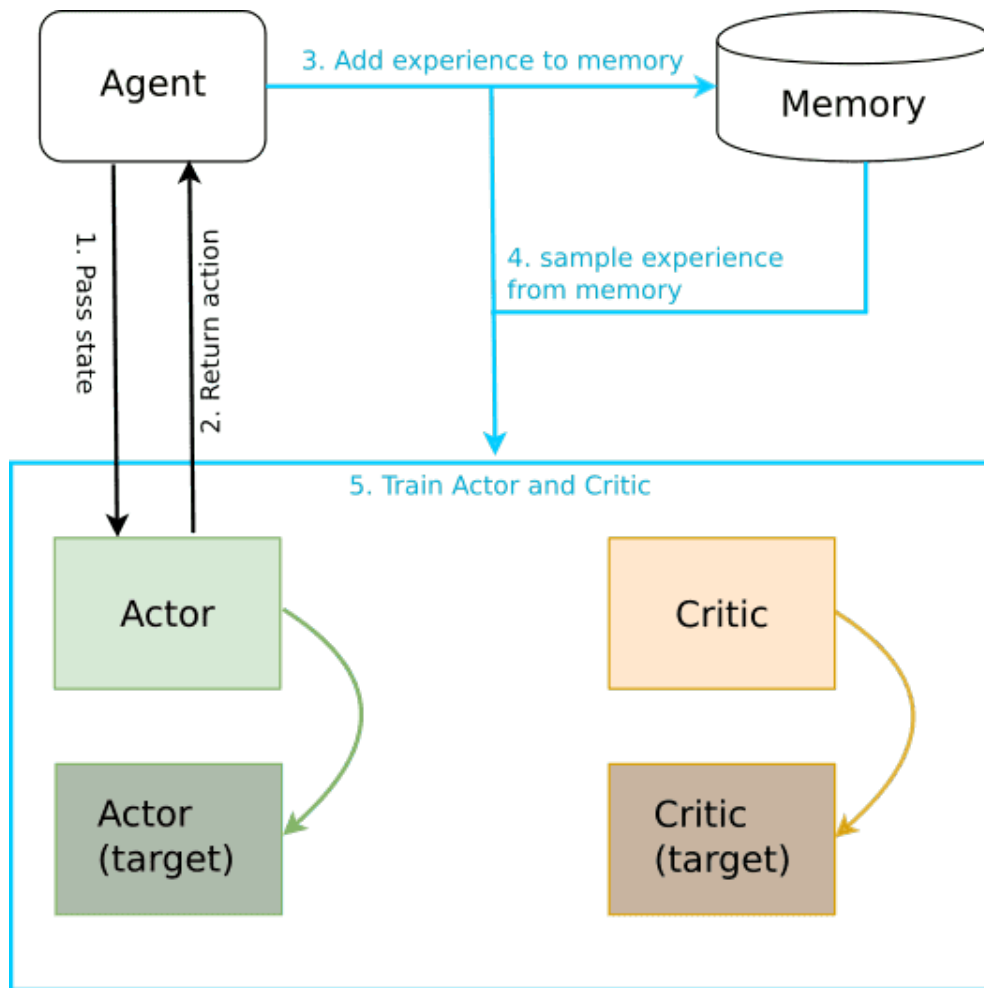 Agent
3. Add experience to memory
Memory
1. Pass state
2. Return action
4. sample experience
from memory
5. Train Actor and Critic
Actor
Critic
Actor
(target)
Critic
(target)